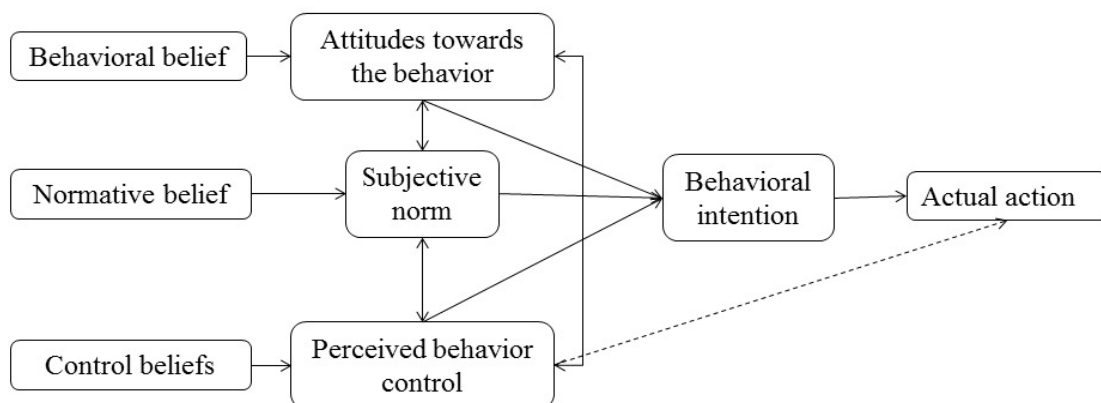 Behavioral belief
Attitudes towards
the behavior
Normative belief
Subjective
norm
Behavioral
intention
Actual action
Control beliefs
Perceived behavior
control